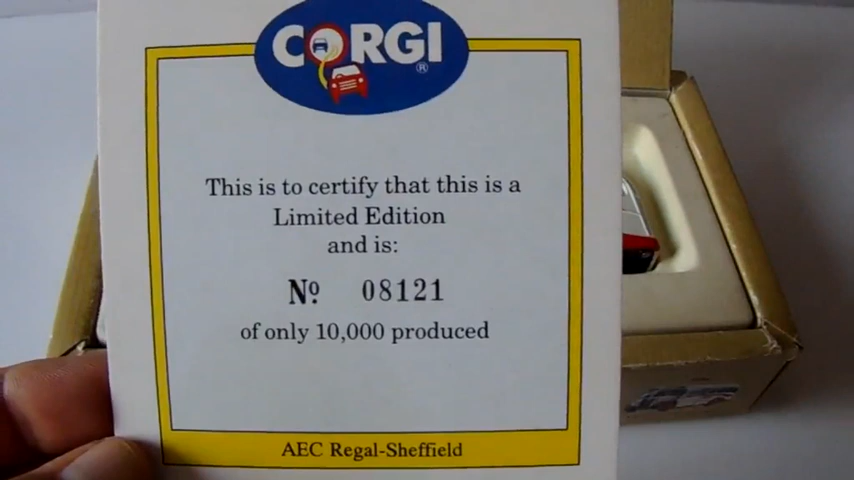 CORGI
®
This is to certify that this is a
Limited Edition
and is:
Nº 08121
of only 10,000 produced
AEC Regal-Sheffield